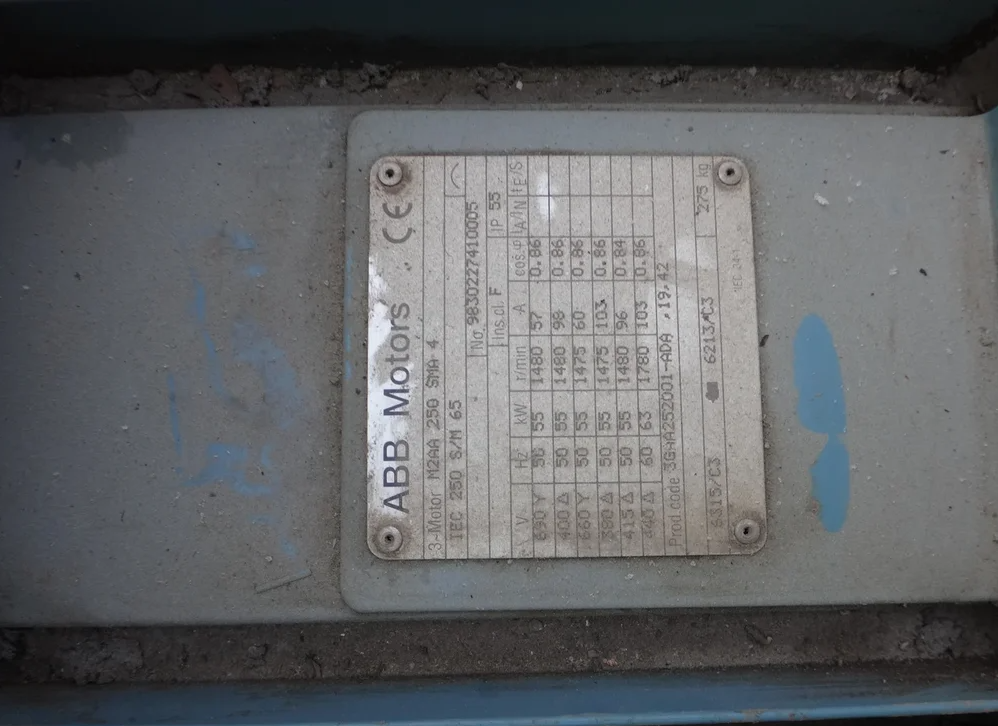 ABB Motors CE
3~Motor M2AA 250 SMA 4
IEC 250 S/M 65
No 9830227410005
Ins.cl. F IP 55
V Hz kW r/min A cos φ IA/IN tE/S
690 Y 50 55 1480 57 0.86
400 Δ 50 55 1480 98 0.86
660 Y 50 55 1475 60 0.86
380 Δ 50 55 1475 103 0.86
415 Δ 50 55 1480 96 0.84
440 Δ 60 63 1780 103 0.86
Prod.code 3GAA252001-ADA ,19,42
6315/C3 6213/C3 275 kg